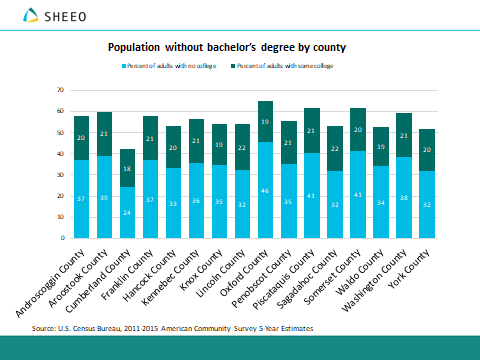 SHEEO
Population without bachelor's degree by county
Percent of adults with no college
Percent of adults with some college
70
60
50
40
30
20
10
0
20 21 18 21 20 21 19 22 19 21 21 22 20 19 21 20
37 39 24 37 33 36 35 32 46 35 41 32 41 34 38 32
Androscoggin County
Aroostook County
Cumberland County
Franklin County
Hancock County
Kennebec County
Knox County
Lincoln County
Oxford County
Penobscot County
Piscataquis County
Sagadahoc County
Somerset County
Waldo County
Washington County
York County
Source: U.S. Census Bureau, 2011-2015 American Community Survey 5-Year Estimates